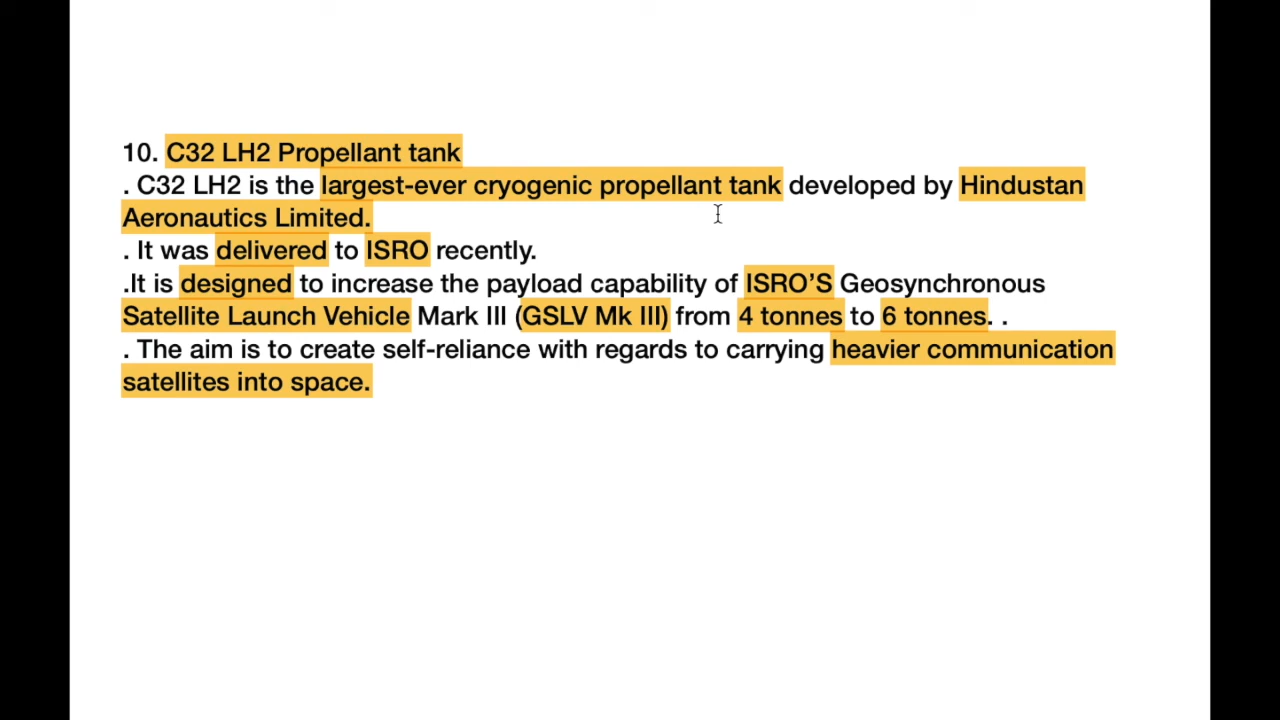 10. C32 LH2 Propellant tank
. C32 LH2 is the largest-ever cryogenic propellant tank developed by Hindustan
Aeronautics Limited.
. It was delivered to ISRO recently.
.It is designed to increase the payload capability of ISRO’S Geosynchronous
Satellite Launch Vehicle Mark III (GSLV Mk III) from 4 tonnes to 6 tonnes. .
. The aim is to create self-reliance with regards to carrying heavier communication
satellites into space.